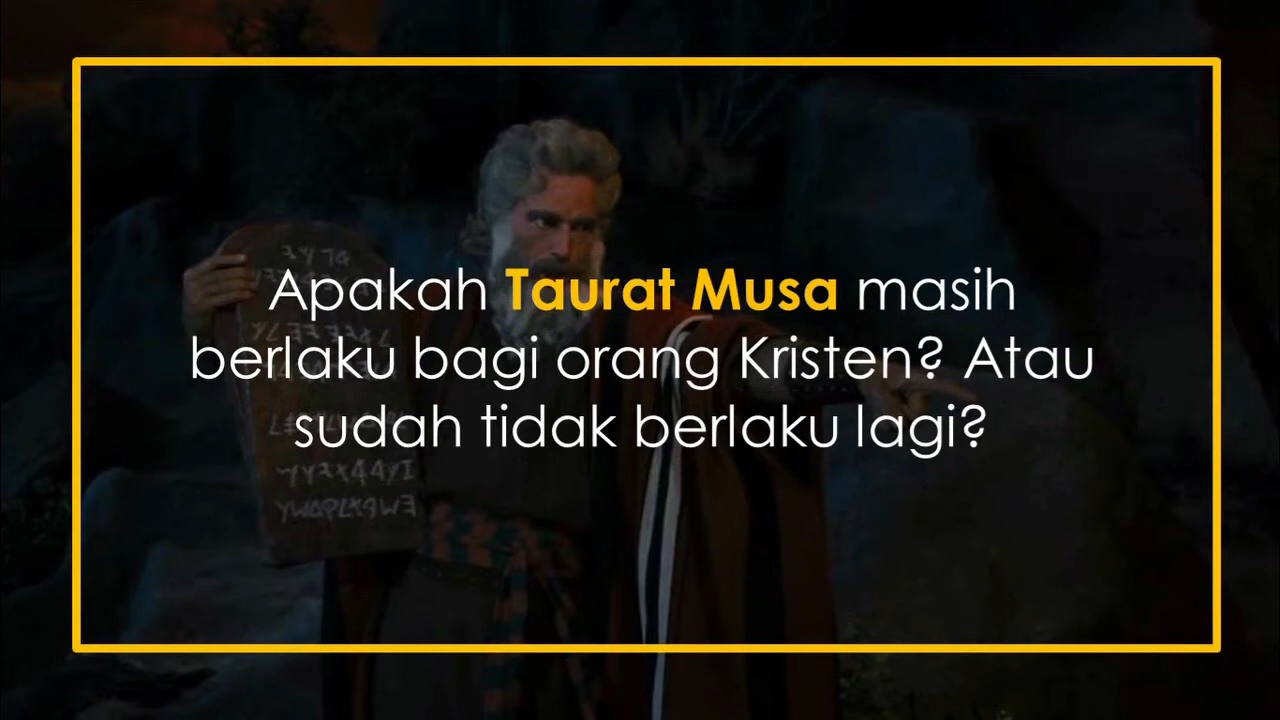 Apakah Taurat Musa masih
berlaku bagi orang Kristen? Atau
sudah tidak berlaku lagi?